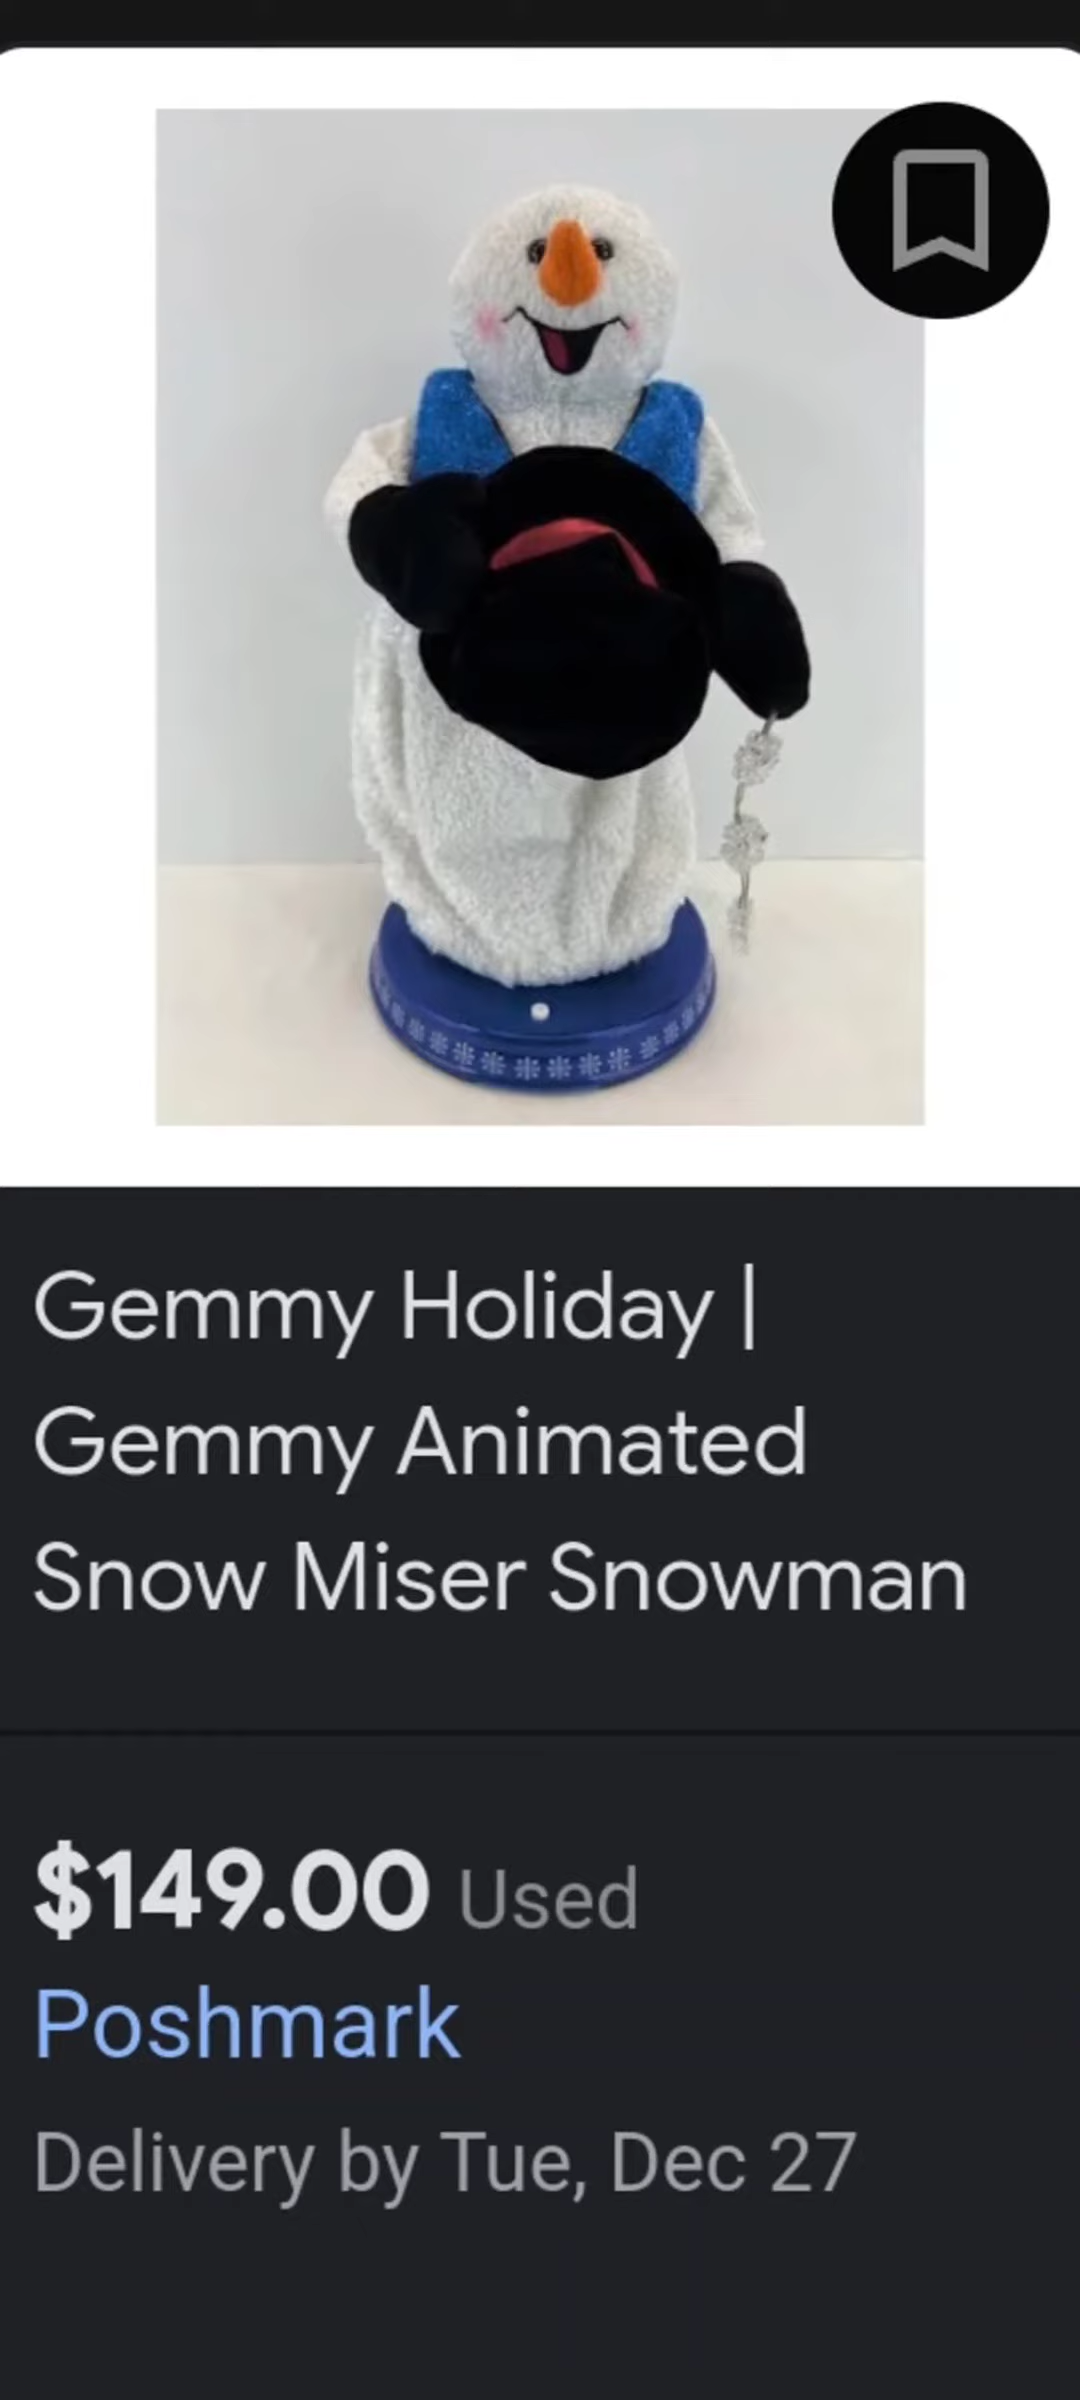 Gemmy Holiday |
Gemmy Animated
Snow Miser Snowman
$149.00 Used
Poshmark
Delivery by Tue, Dec 27